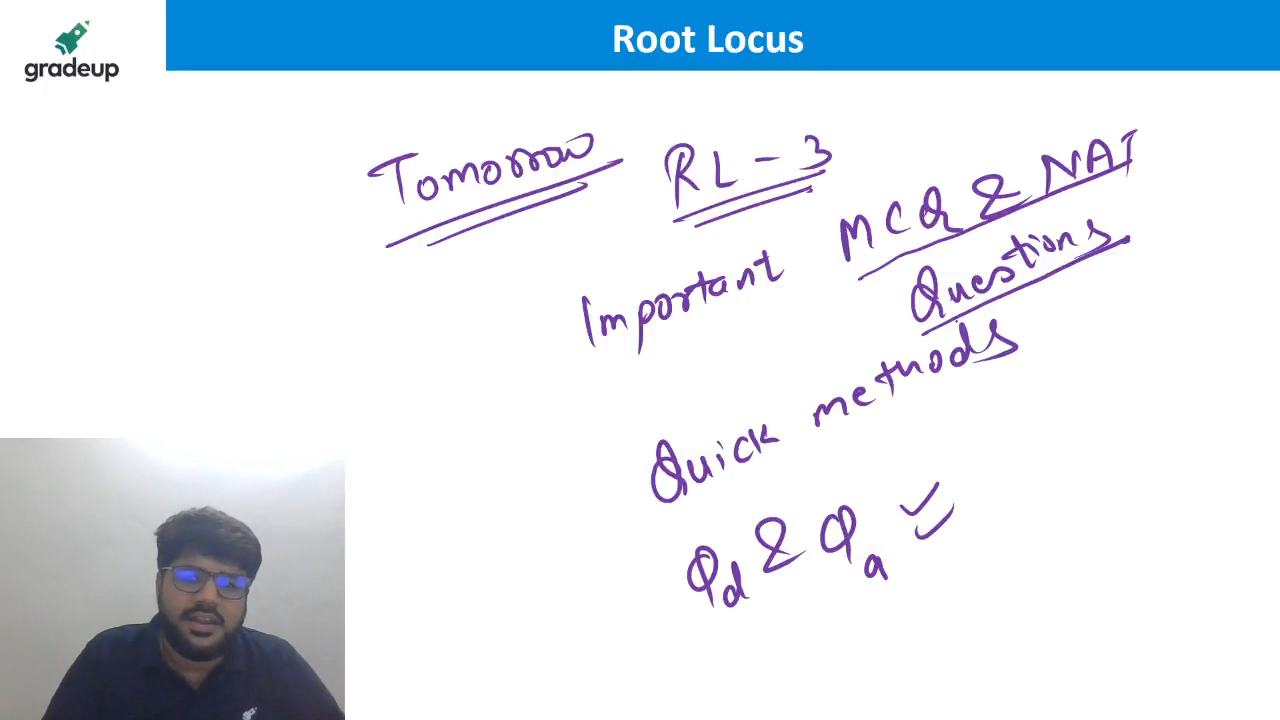 gradeup
Root Locus
Tomorrow RL - 3
Important MCQ & NAT
Questions
Quick methods
φd & φa